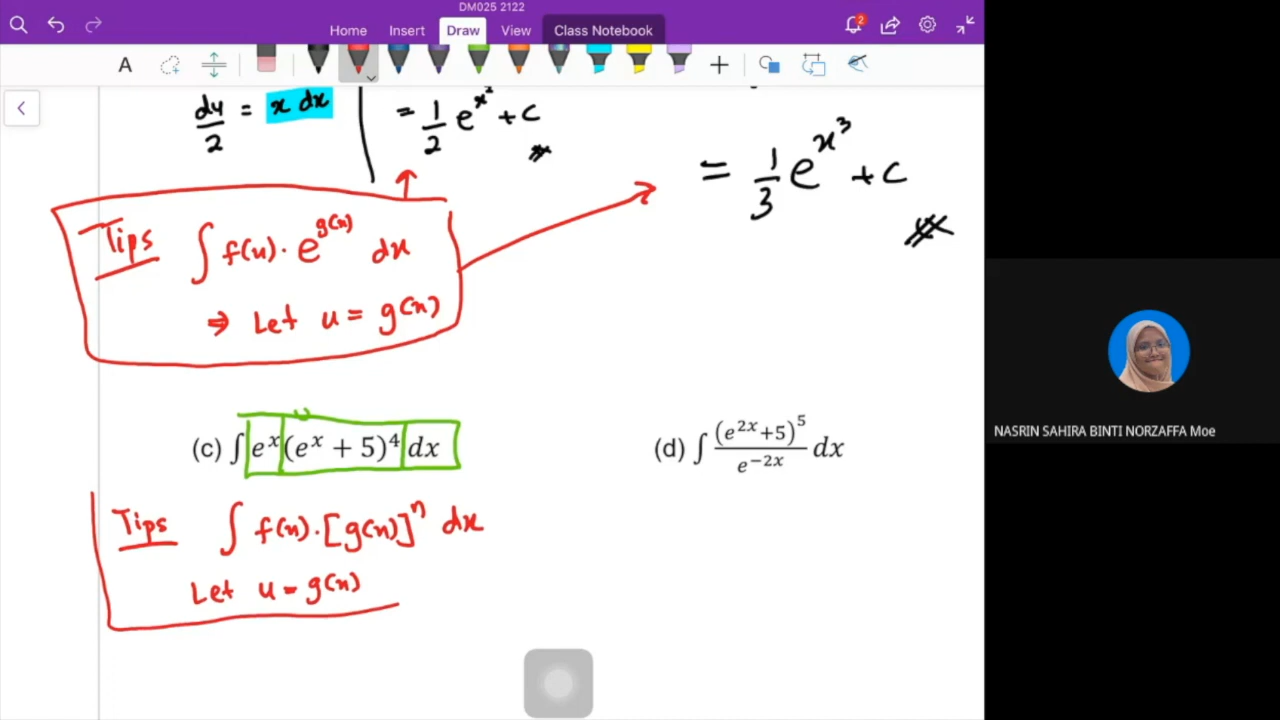 DM025 2122
2
Home Insert Draw View Class Notebook
A
du/2 = x dx
= 1/2 e^x² + c
= 1/3 e^x³ + c
Tips ∫ f(u) · e^g(x) dx
⇒ Let u = g(x)
(c) ∫ e^x (e^x + 5)^4 dx
(d) ∫ (e^2x+5)^5 / e^−2x dx
Tips ∫ f(x) · [g(x)]^n dx
Let u = g(x)
NASRIN SAHIRA BINTI NORZAFFA Moe